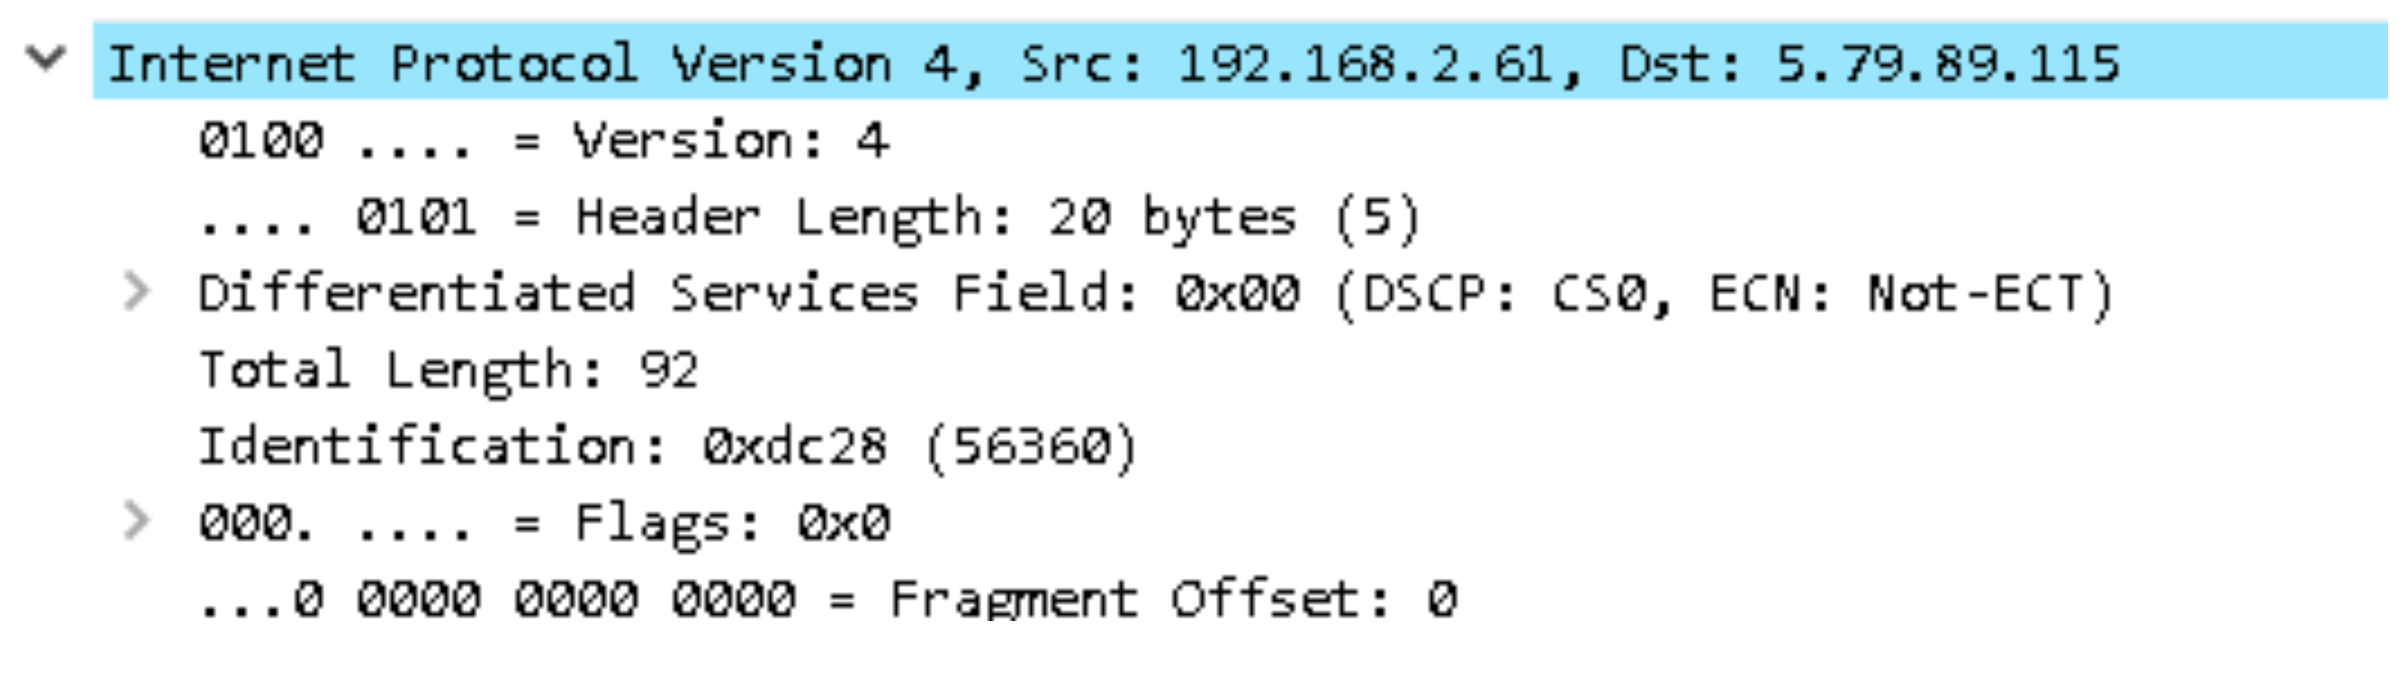 Internet Protocol Version 4, Src: 192.168.2.61, Dst: 5.79.89.115
0100 .... = Version: 4
.... 0101 = Header Length: 20 bytes (5)
Differentiated Services Field: 0x00 (DSCP: CS0, ECN: Not-ECT)
Total Length: 92
Identification: 0xdc28 (56360)
000. .... = Flags: 0x0
...0 0000 0000 0000 = Fragment Offset: 0